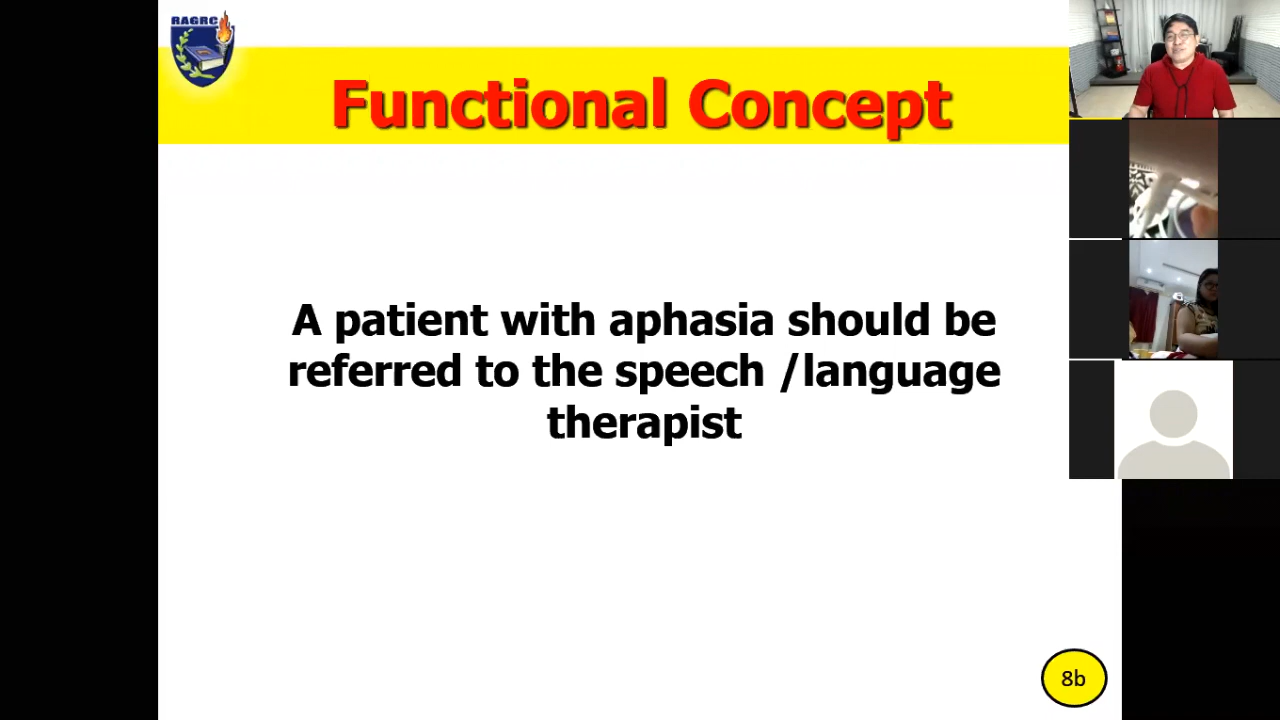 RAGRC
Functional Concept
A patient with aphasia should be
referred to the speech /language
therapist
8b